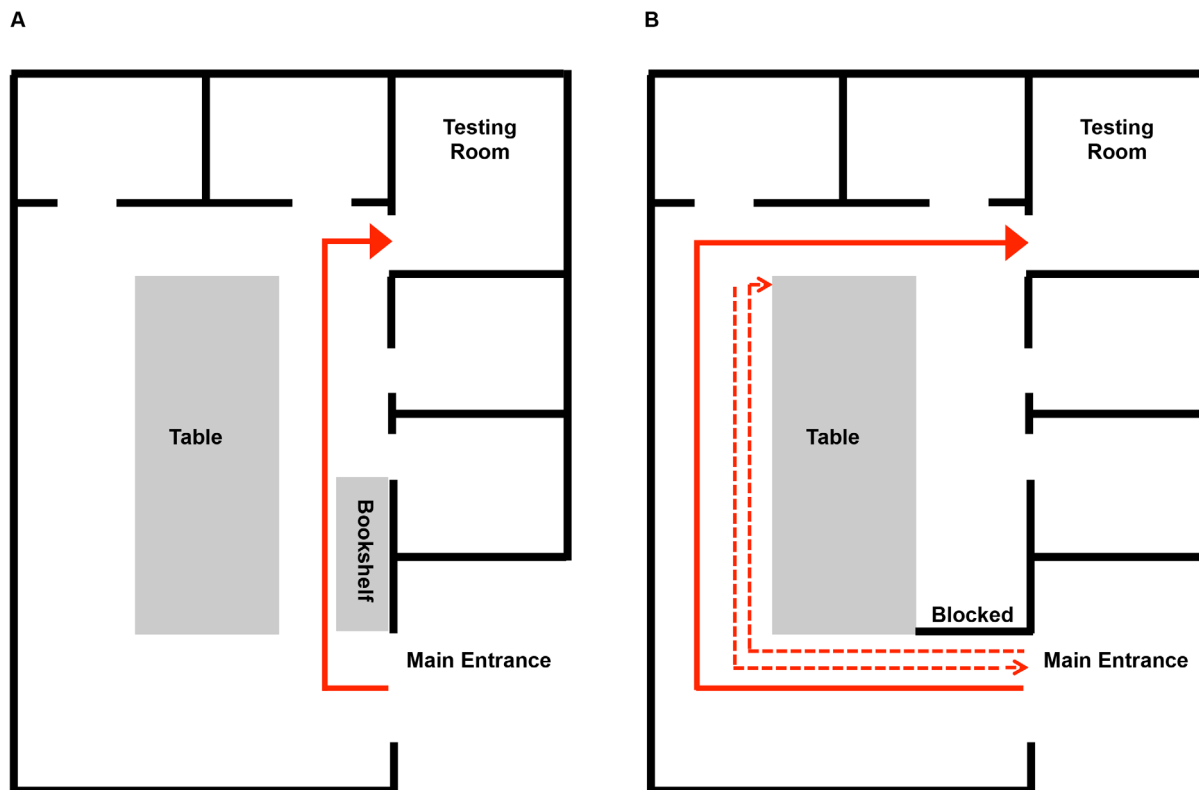 A
B
Testing
Room
Testing
Room
Table
Table
Bookshelf
Blocked
Main Entrance
Main Entrance